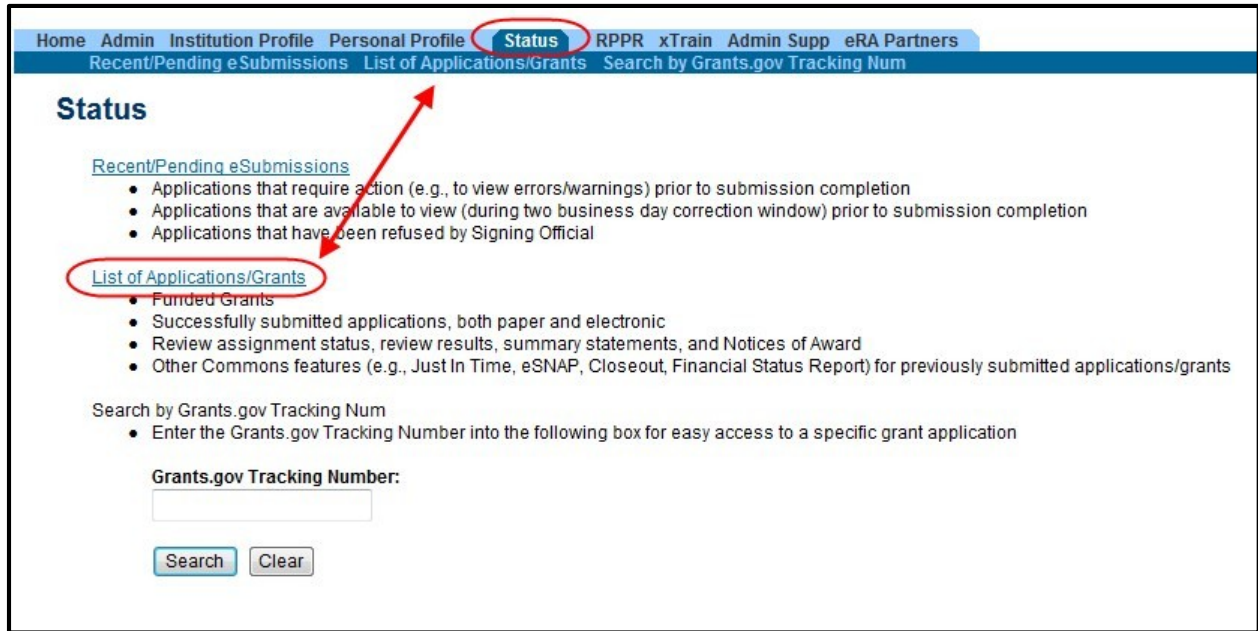 Home Admin Institution Profile Personal Profile Status RPPR xTrain Admin Supp eRA Partners
Recent/Pending eSubmissions List of Applications/Grants Search by Grants.gov Tracking Num
Status
Recent/Pending eSubmissions
• Applications that require action (e.g., to view errors/warnings) prior to submission completion
• Applications that are available to view (during two business day correction window) prior to submission completion
• Applications that have been refused by Signing Official
List of Applications/Grants
• Funded Grants
• Successfully submitted applications, both paper and electronic
• Review assignment status, review results, summary statements, and Notices of Award
• Other Commons features (e.g., Just In Time, eSNAP, Closeout, Financial Status Report) for previously submitted applications/grants
Search by Grants.gov Tracking Num
• Enter the Grants.gov Tracking Number into the following box for easy access to a specific grant application
Grants.gov Tracking Number:
Search Clear